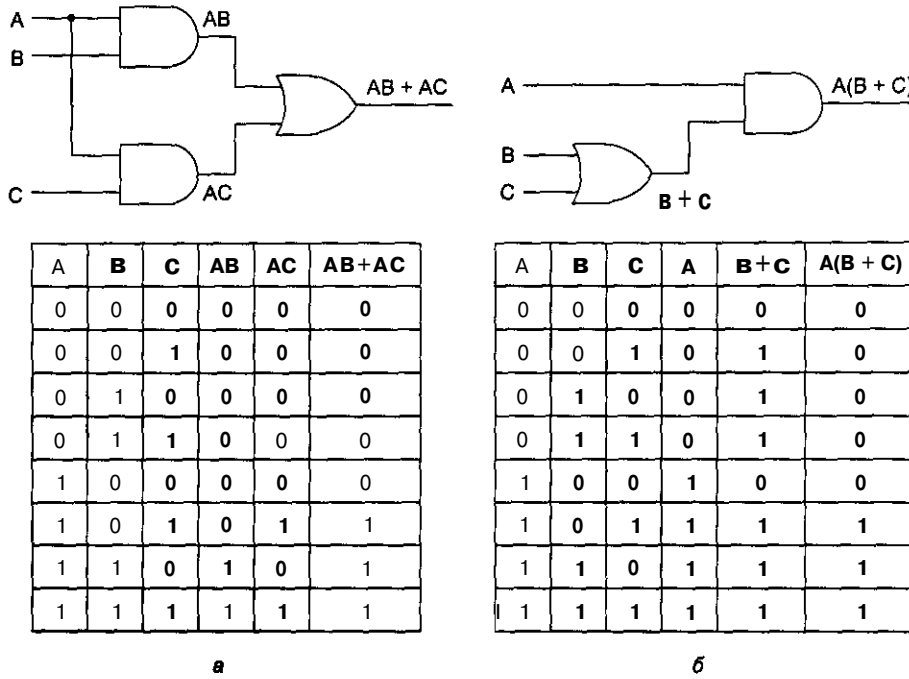 A
B
C
AB
AC
AB + AC
A
B
C
B + C
A(B + C)
A B C AB AC AB+AC
0 0 0 0 0 0
0 0 1 0 0 0
0 1 0 0 0 0
0 1 1 0 0 0
1 0 0 0 0 0
1 0 1 0 1 1
1 1 0 1 0 1
1 1 1 1 1 1
а
A B C A B+C A(B + C)
0 0 0 0 0 0
0 0 1 0 1 0
0 1 0 0 1 0
0 1 1 0 1 0
1 0 0 1 0 0
1 0 1 1 1 1
1 1 0 1 1 1
1 1 1 1 1 1
б